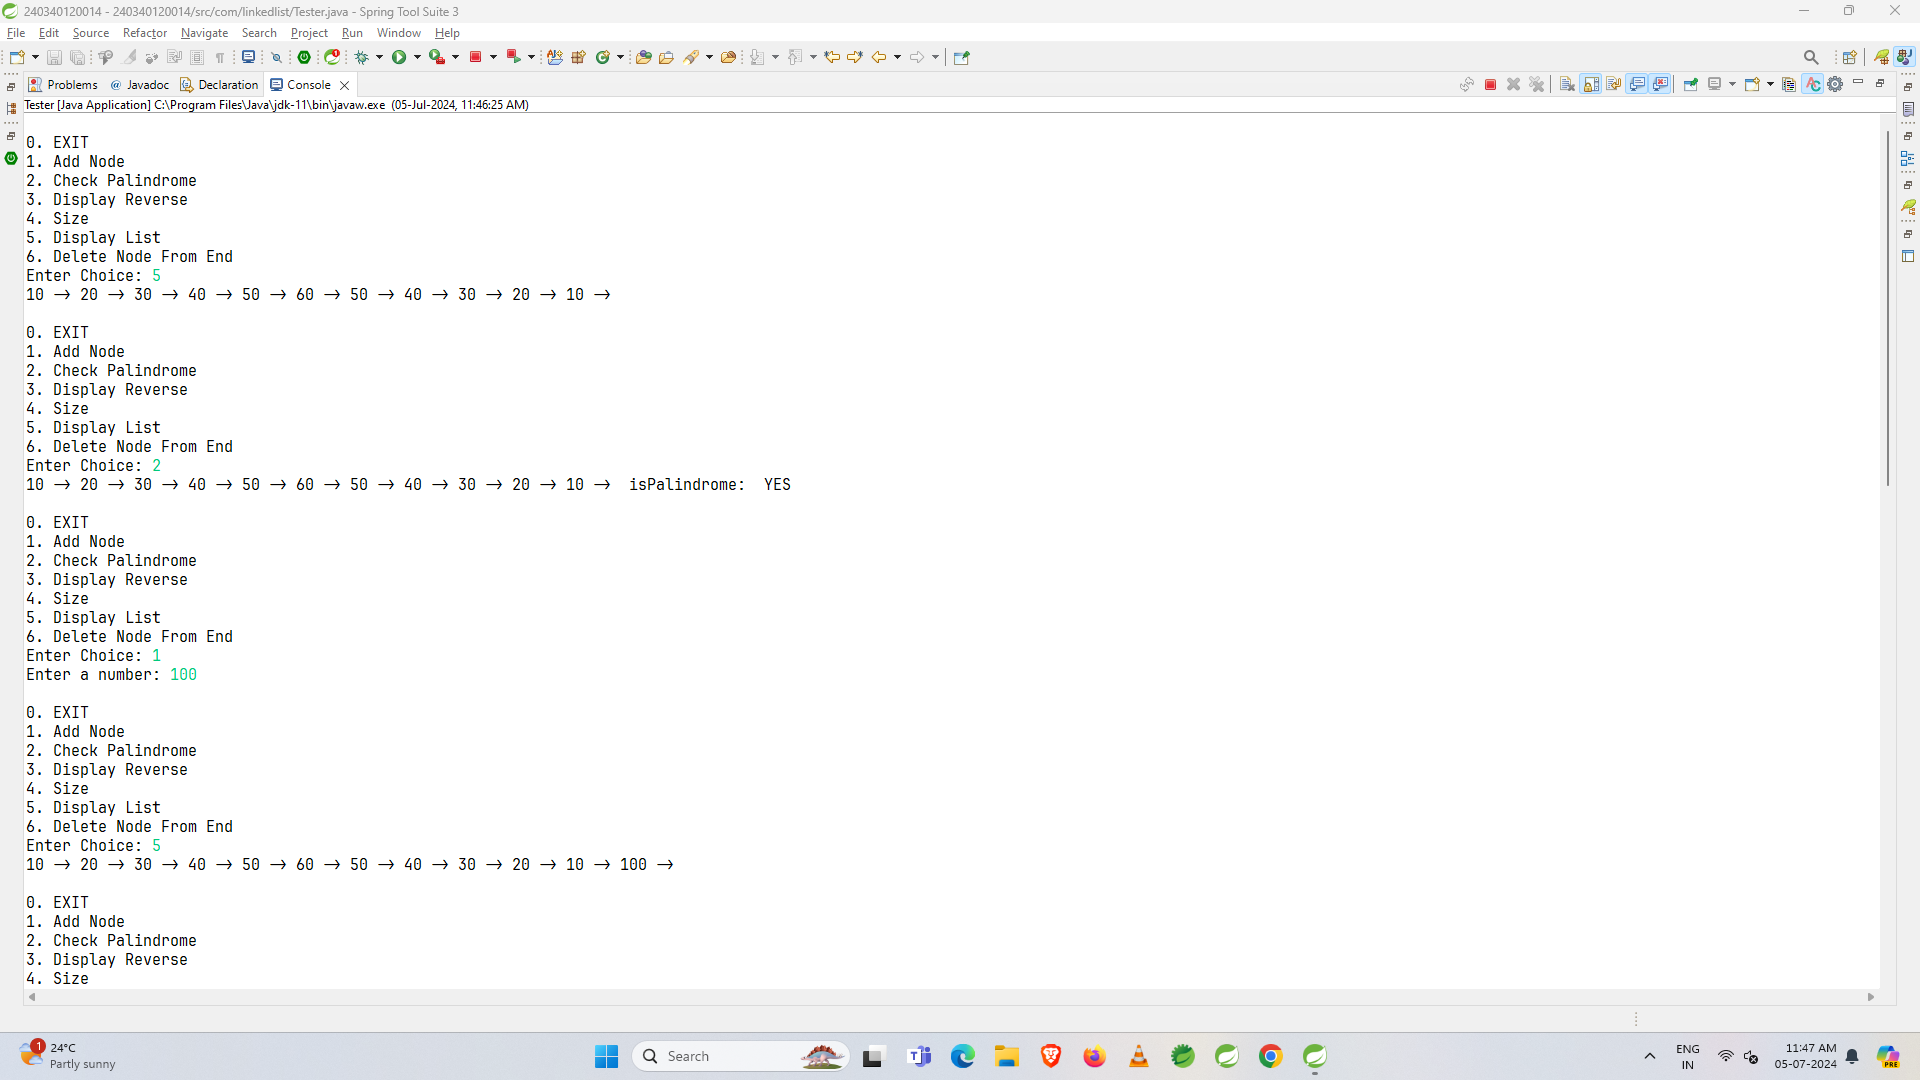 240340120014 - 240340120014/src/com/linkedlist/Tester.java - Spring Tool Suite 3
File Edit Source Refactor Navigate Search Project Run Window Help
Problems @ Javadoc Declaration Console
Tester [Java Application] C:\Program Files\Java\jdk-11\bin\javaw.exe (05-Jul-2024, 11:46:25 AM)
0. EXIT
1. Add Node
2. Check Palindrome
3. Display Reverse
4. Size
5. Display List
6. Delete Node From End
Enter Choice: 5
10 -> 20 -> 30 -> 40 -> 50 -> 60 -> 50 -> 40 -> 30 -> 20 -> 10 ->
0. EXIT
1. Add Node
2. Check Palindrome
3. Display Reverse
4. Size
5. Display List
6. Delete Node From End
Enter Choice: 2
10 -> 20 -> 30 -> 40 -> 50 -> 60 -> 50 -> 40 -> 30 -> 20 -> 10 -> isPalindrome: YES
0. EXIT
1. Add Node
2. Check Palindrome
3. Display Reverse
4. Size
5. Display List
6. Delete Node From End
Enter Choice: 1
Enter a number: 100
0. EXIT
1. Add Node
2. Check Palindrome
3. Display Reverse
4. Size
5. Display List
6. Delete Node From End
Enter Choice: 5
10 -> 20 -> 30 -> 40 -> 50 -> 60 -> 50 -> 40 -> 30 -> 20 -> 10 -> 100 ->
0. EXIT
1. Add Node
2. Check Palindrome
3. Display Reverse
4. Size
1
24°C
Partly sunny
Search
ENG
IN
11:47 AM
05-07-2024
PRE